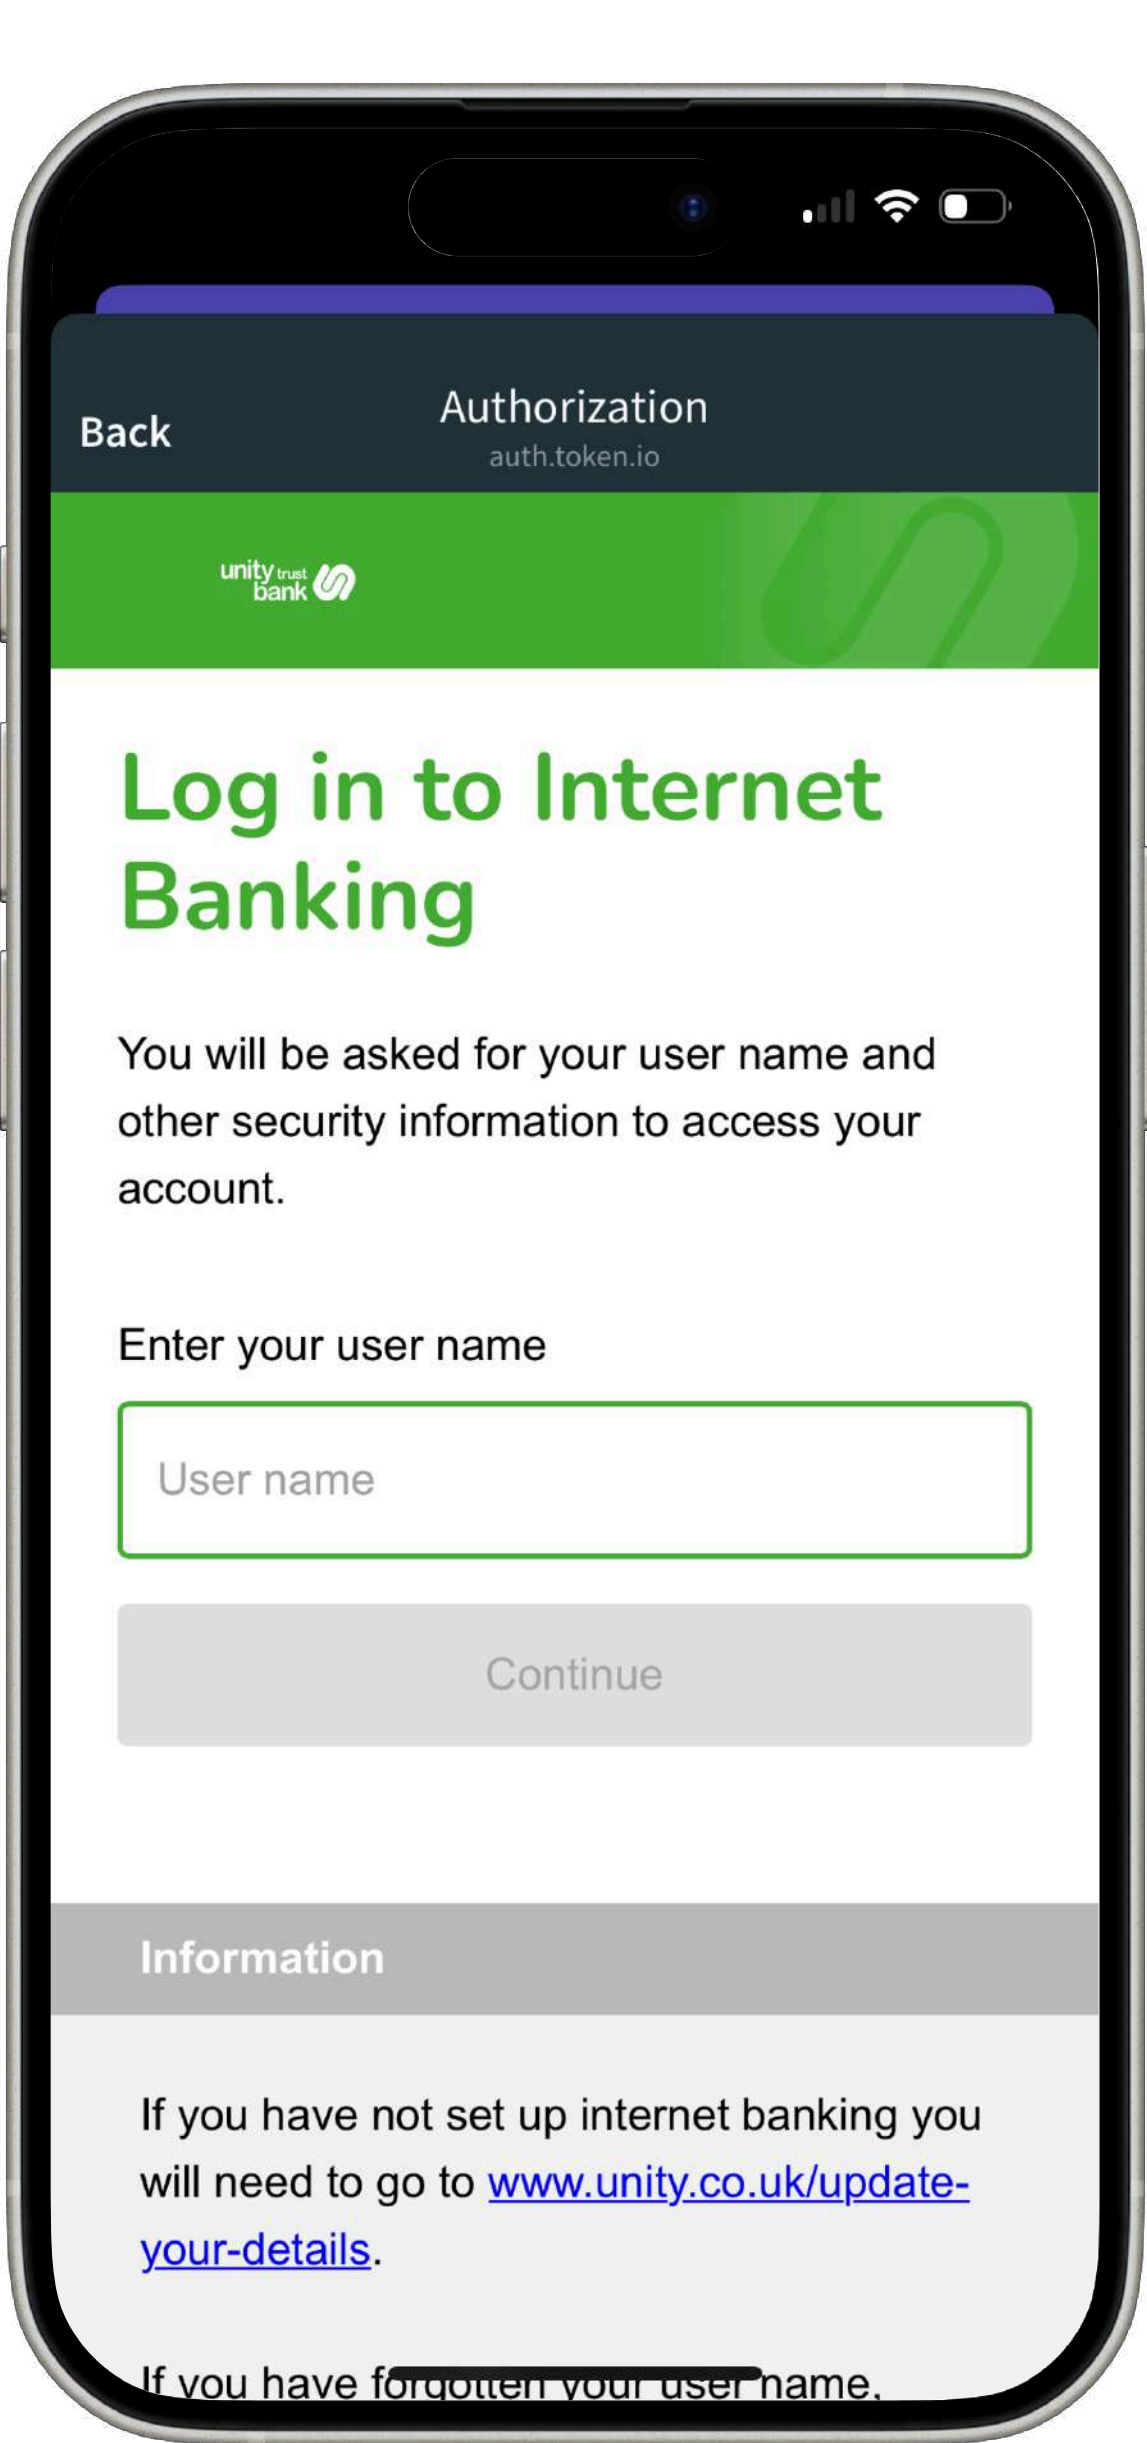 Authorization
Back
auth.token.io
unity trust
bank
Log in to Internet
Banking
You will be asked for your user name and
other security information to access your
account.
Enter your user name
User name
Continue
Information
If you have not set up internet banking you
will need to go to www.unity.co.uk/update-
your-details.
If you have forgotten your user name,